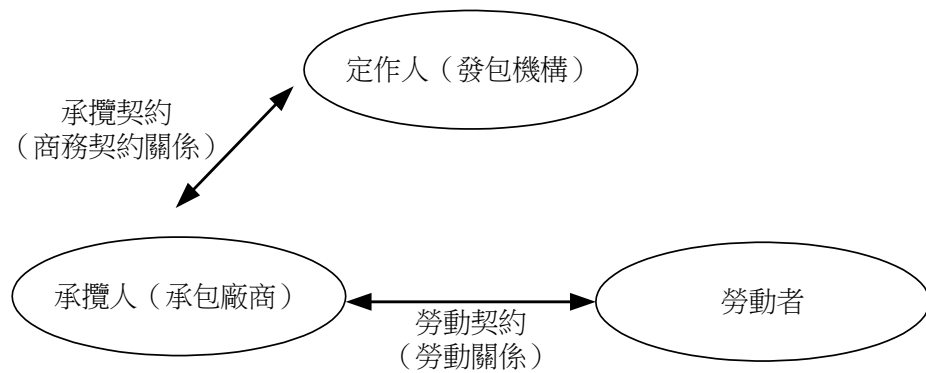 定作人（發包機構）
承攬契約
（商務契約關係）
承攬人（承包廠商）
勞動者
勞動契約
（勞動關係）